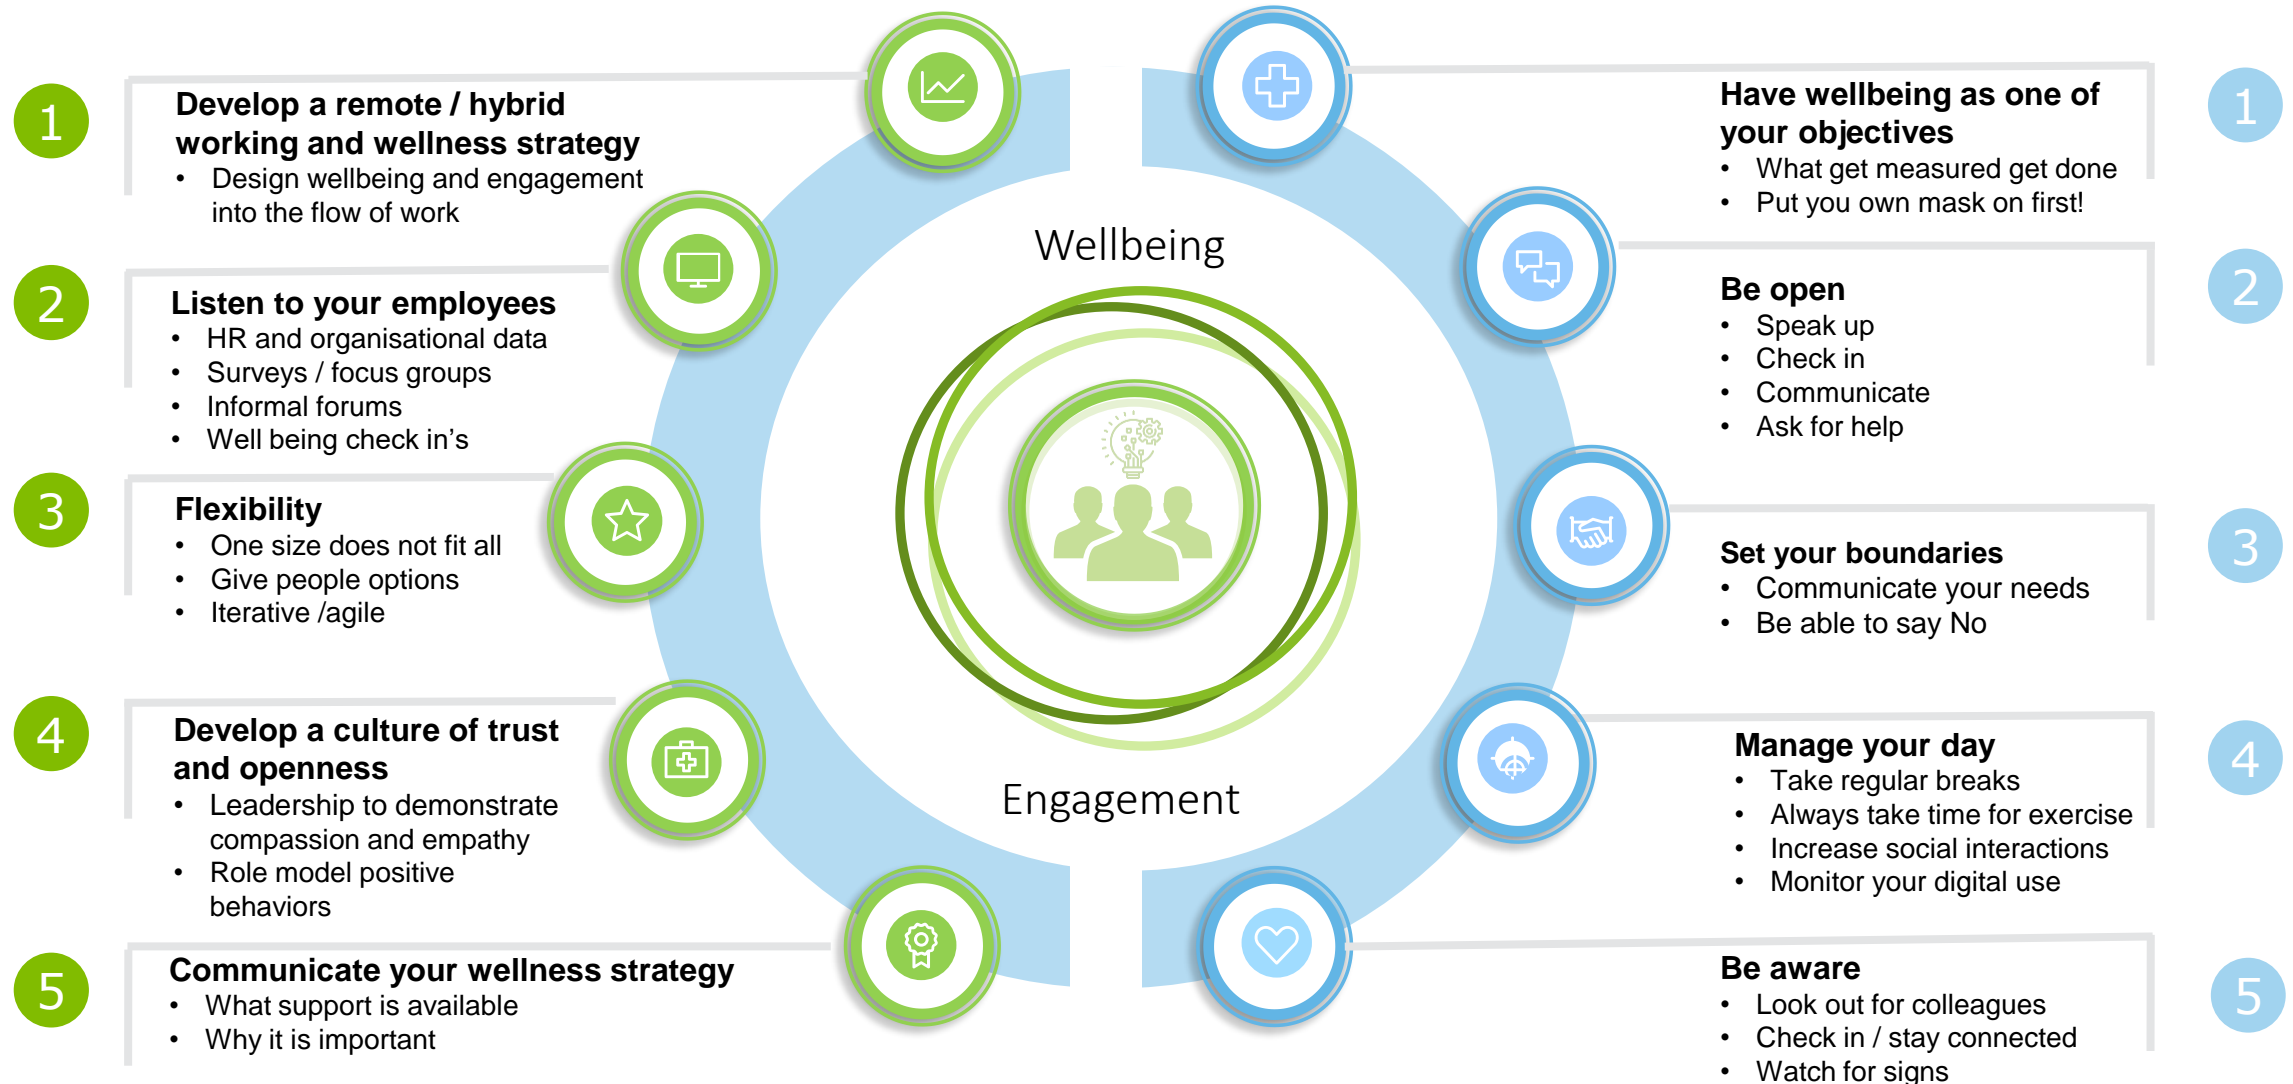 1
Develop a remote / hybrid
working and wellness strategy
• Design wellbeing and engagement
into the flow of work
2
Listen to your employees
• HR and organisational data
• Surveys / focus groups
• Informal forums
• Well being check in’s
3
Flexibility
• One size does not fit all
• Give people options
• Iterative /agile
4
Develop a culture of trust
and openness
• Leadership to demonstrate
compassion and empathy
• Role model positive
behaviors
5
Communicate your wellness strategy
• What support is available
• Why it is important
Wellbeing
Engagement
1
Have wellbeing as one of
your objectives
• What get measured get done
• Put you own mask on first!
2
Be open
• Speak up
• Check in
• Communicate
• Ask for help
3
Set your boundaries
• Communicate your needs
• Be able to say No
4
Manage your day
• Take regular breaks
• Always take time for exercise
• Increase social interactions
• Monitor your digital use
5
Be aware
• Look out for colleagues
• Check in / stay connected
• Watch for signs